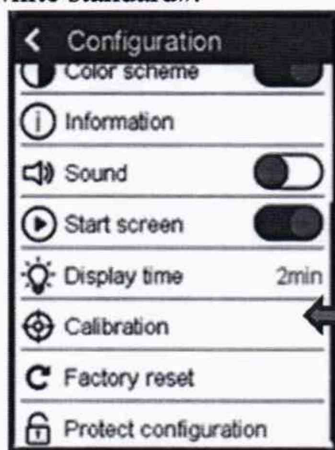 Configuration
Color scheme
Information
Sound
Start screen
Display time 2min
Calibration
Factory reset
Protect configuration